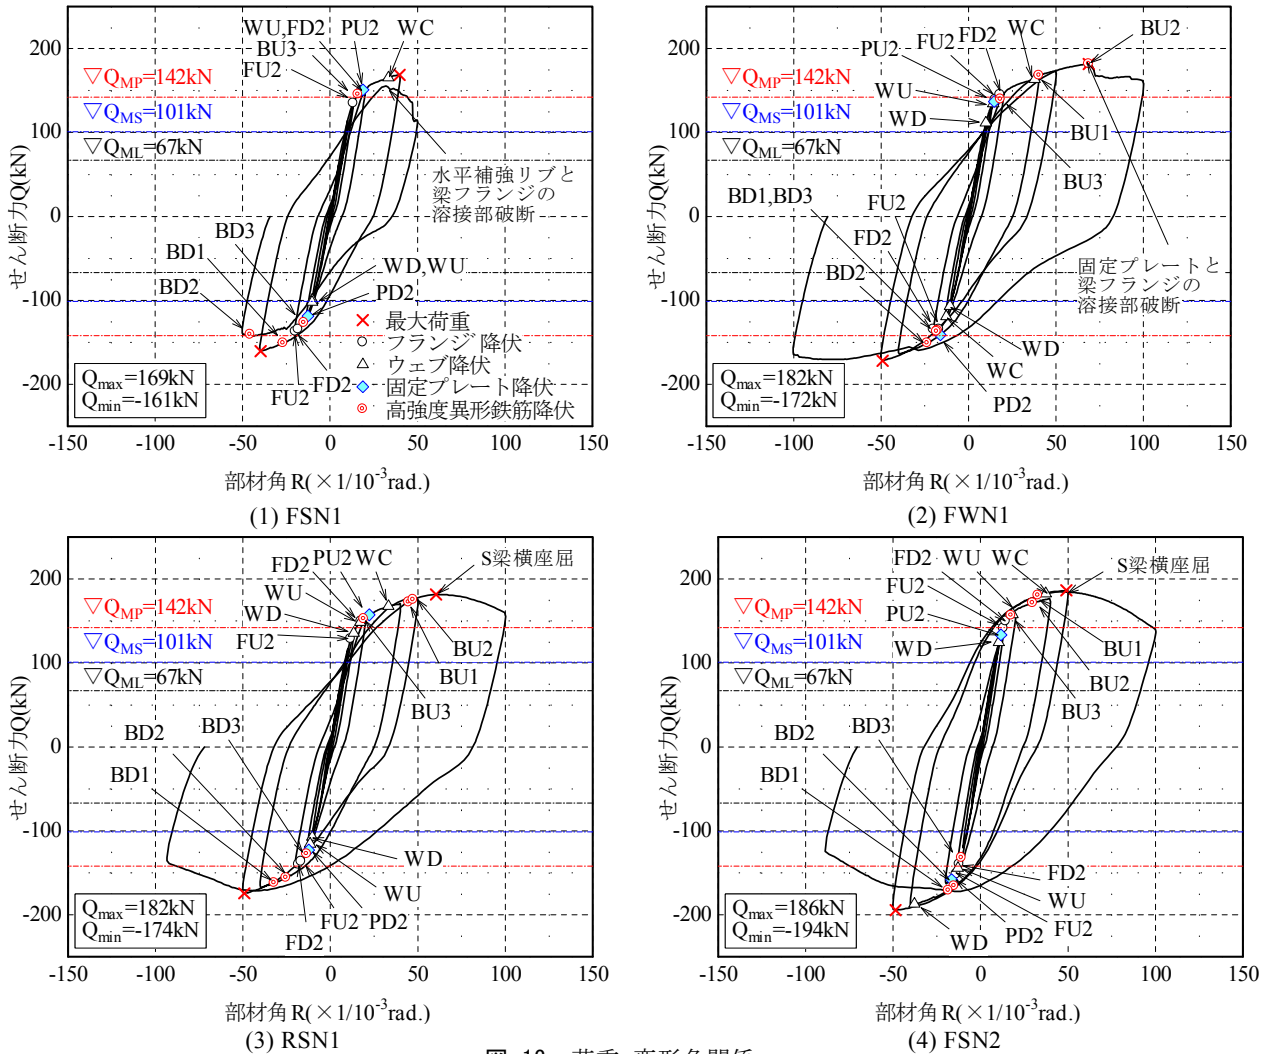 せん断力Q(kN)
200
100
0
-100
-200
-150 -100 -50 0 50 100 150
部材角R(×1/10-3rad.)
(1) FSN1
▽QMP=142kN
▽QMS=101kN
▽QML=67kN
WU,FD2 PU2 WC
BU3
FU2
水平補強リブと
梁フランジの
溶接部破断
BD3
BD1
BD2
WD,WU
PD2
FD2
FU2
最大荷重
フランジ降伏
ウェブ降伏
固定プレート降伏
高強度異形鉄筋降伏
Qmax=169kN
Qmin=-161kN
せん断力Q(kN)
200
100
0
-100
-200
-150 -100 -50 0 50 100 150
部材角R(×1/10-3rad.)
(2) FWN1
▽QMP=142kN
▽QMS=101kN
▽QML=67kN
PU2 FU2 FD2 WC BU2
WU
WD
BU1
BU3
BD1,BD3
FU2
FD2
BD2
固定プレートと
梁フランジの
溶接部破断
WD
WC
PD2
Qmax=182kN
Qmin=-172kN
せん断力Q(kN)
200
100
0
-100
-200
-150 -100 -50 0 50 100 150
部材角R(×1/10-3rad.)
(3) RSN1
▽QMP=142kN
▽QMS=101kN
▽QML=67kN
FD2 PU2 WC
S梁横座屈
WU
WD
FU2
BU2
BU1
BU3
BD3
BD2
BD1
WD
WU
PD2
FU2
FD2
Qmax=182kN
Qmin=-174kN
せん断力Q(kN)
200
100
0
-100
-200
-150 -100 -50 0 50 100 150
部材角R(×1/10-3rad.)
(4) FSN2
▽QMP=142kN
▽QMS=101kN
▽QML=67kN
FD2 WU WC
S梁横座屈
FU2
PU2
WD
BU1
BU2
BU3
BD3
BD2
BD1
FD2
WU
FU2
PD2
WD
Qmax=186kN
Qmin=-194kN